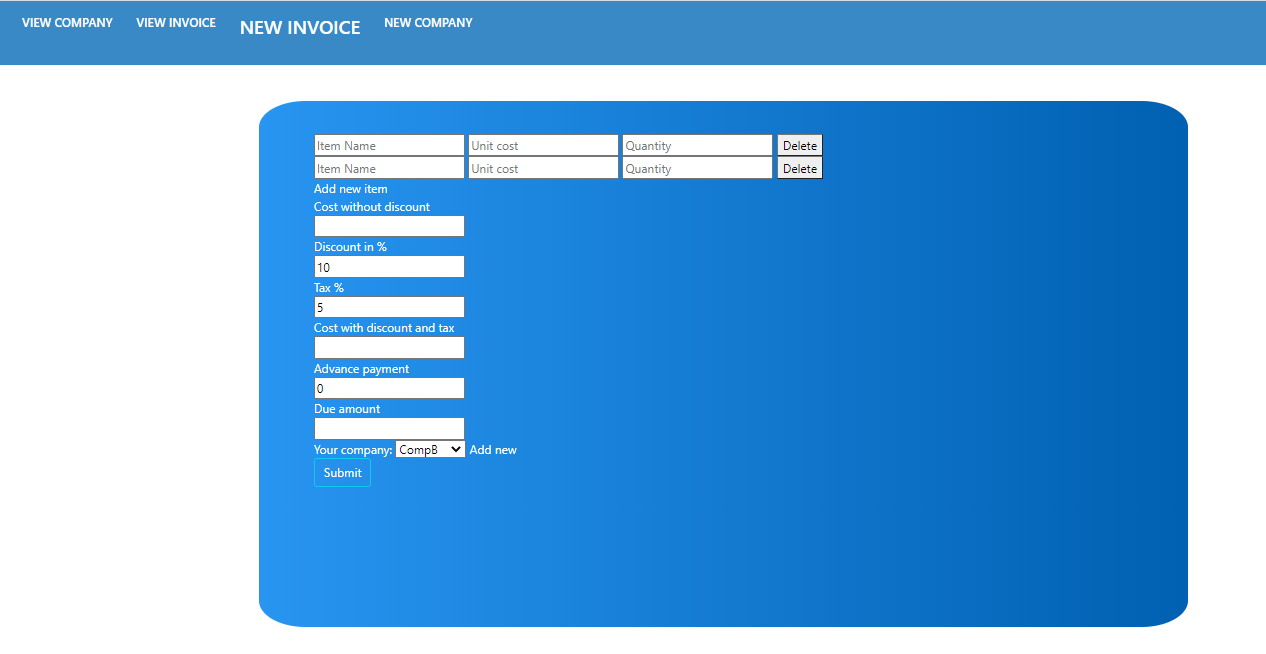 VIEW COMPANY VIEW INVOICE NEW INVOICE NEW COMPANY
Item Name Unit cost Quantity Delete
Item Name Unit cost Quantity Delete
Add new item
Cost without discount
Discount in %
10
Tax %
5
Cost with discount and tax
Advance payment
0
Due amount
Your company: CompB Add new
Submit